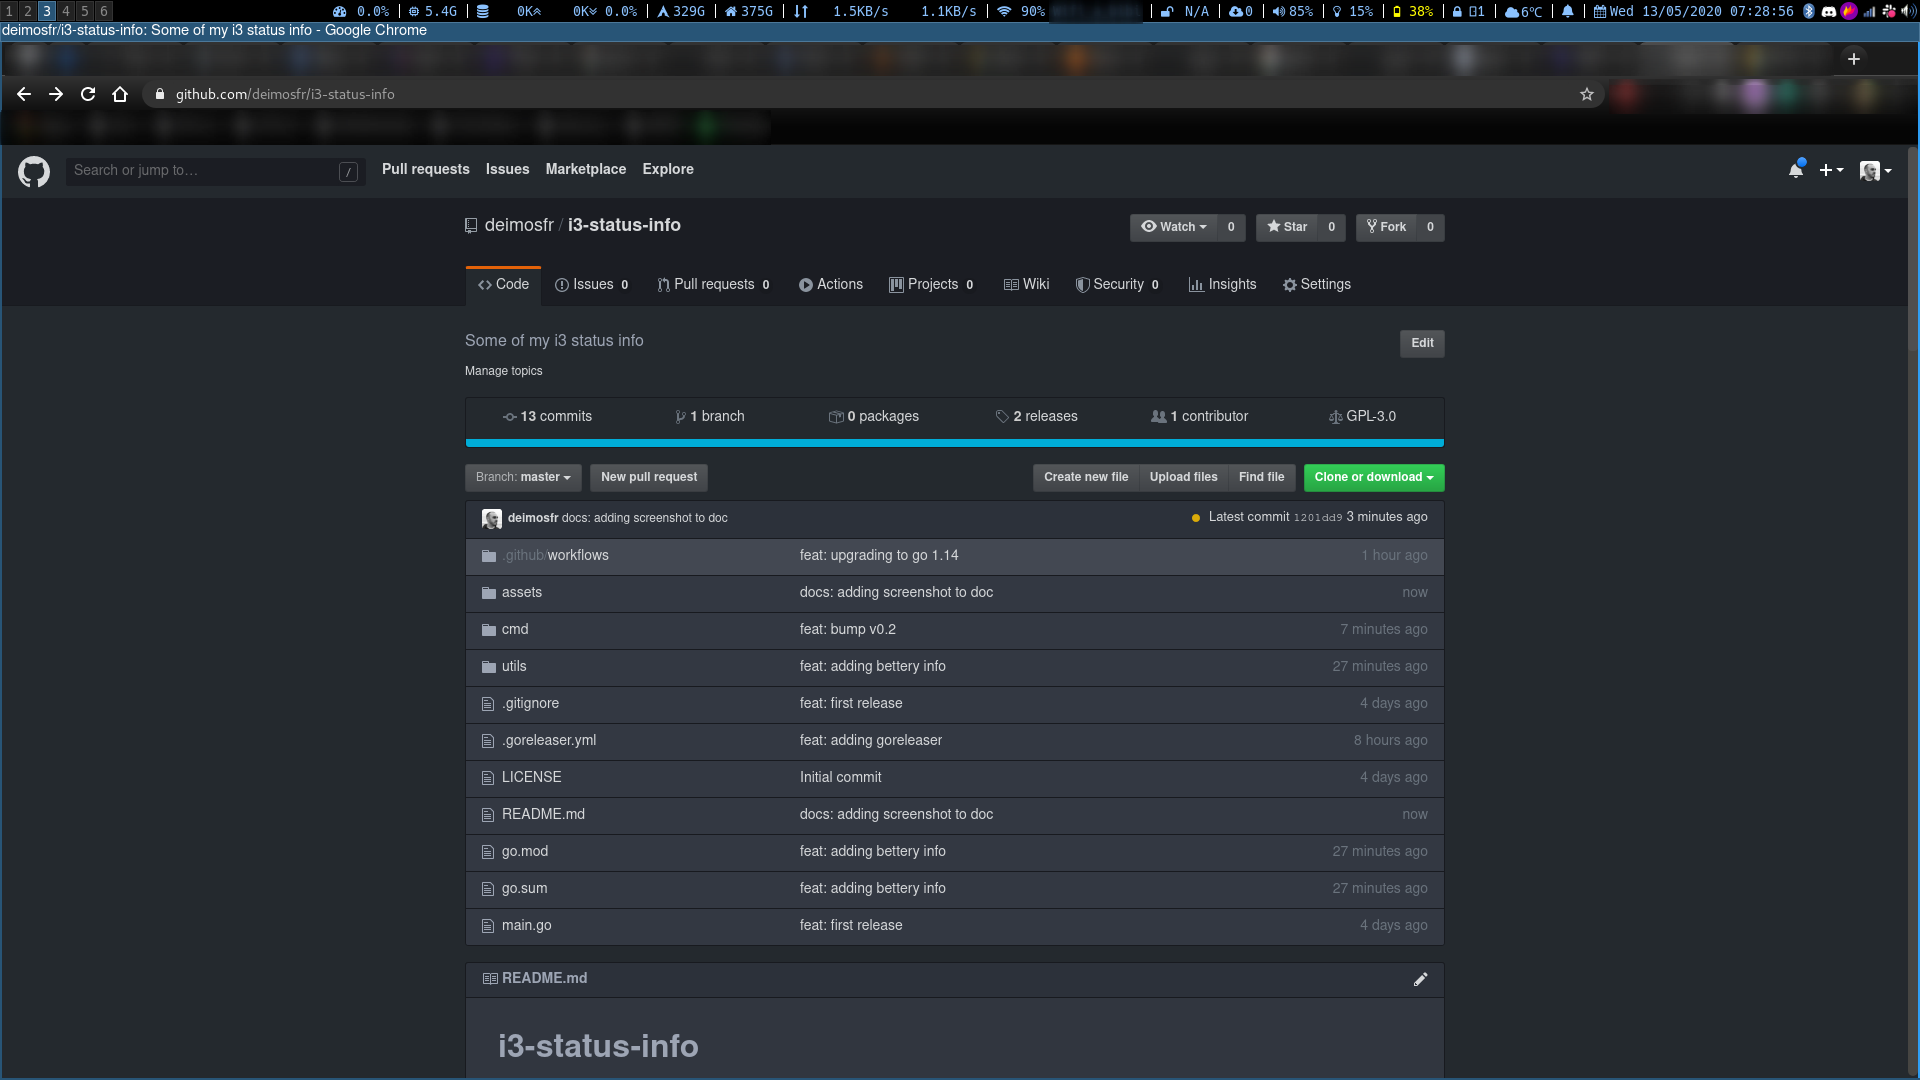 1 2 3 4 5 6 0.0% 5.4G 0K 0K 0.0% 329G 375G 1.5KB/s 1.1KB/s 90% N/A 0 85% 15% 38% 1 6°C Wed 13/05/2020 07:28:56
deimosfr/i3-status-info: Some of my i3 status info - Google Chrome
github.com/deimosfr/i3-status-info
Search or jump to… / Pull requests Issues Marketplace Explore
deimosfr / i3-status-info Watch 0 Star 0 Fork 0
Code Issues 0 Pull requests 0 Actions Projects 0 Wiki Security 0 Insights Settings
Some of my i3 status info Edit
Manage topics
13 commits 1 branch 0 packages 2 releases 1 contributor GPL-3.0
Branch: master New pull request Create new file Upload files Find file Clone or download
deimosfr docs: adding screenshot to doc Latest commit 1201dd9 3 minutes ago
.github/workflows feat: upgrading to go 1.14 1 hour ago
assets docs: adding screenshot to doc now
cmd feat: bump v0.2 7 minutes ago
utils feat: adding bettery info 27 minutes ago
.gitignore feat: first release 4 days ago
.goreleaser.yml feat: adding goreleaser 8 hours ago
LICENSE Initial commit 4 days ago
README.md docs: adding screenshot to doc now
go.mod feat: adding bettery info 27 minutes ago
go.sum feat: adding bettery info 27 minutes ago
main.go feat: first release 4 days ago
README.md
i3-status-info